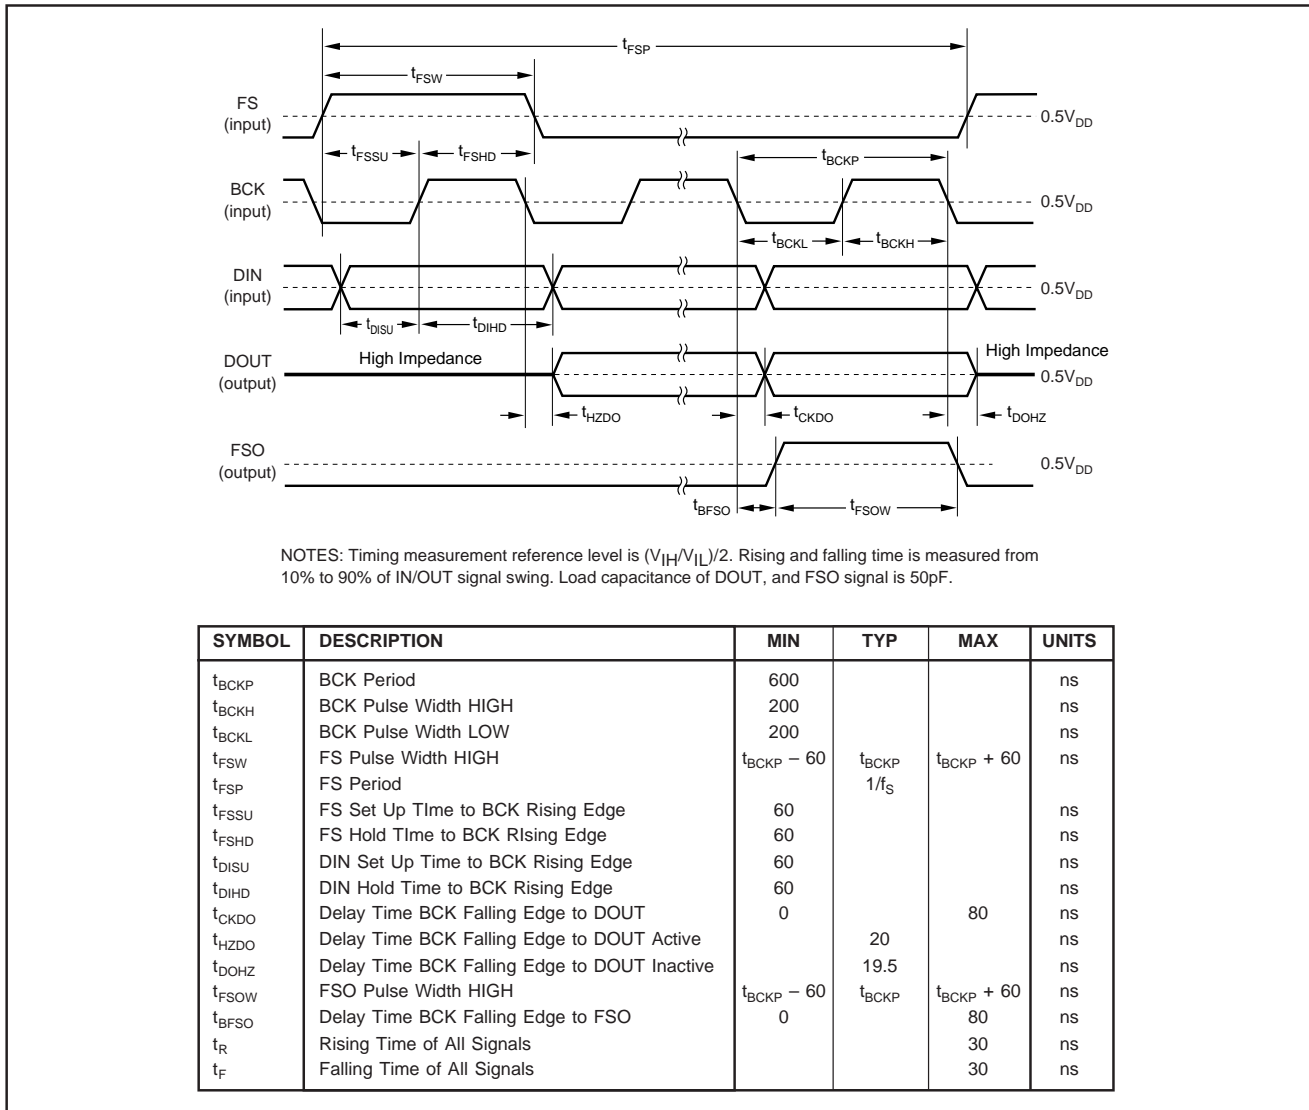 tFSP
tFSW
FS
(input)
0.5VDD
tFSSU
tFSHD
tBCKP
BCK
(input)
0.5VDD
tBCKL
tBCKH
DIN
(input)
0.5VDD
tDISU
tDIHD
DOUT
(output)
High Impedance
High Impedance
0.5VDD
tHZDO
tCKDO
tDOHZ
FSO
(output)
0.5VDD
tBFSO
tFSOW
NOTES: Timing measurement reference level is (VIH/VIL)/2. Rising and falling time is measured from
10% to 90% of IN/OUT signal swing. Load capacitance of DOUT, and FSO signal is 50pF.
SYMBOL DESCRIPTION MIN TYP MAX UNITS
tBCKP BCK Period 600 ns
tBCKH BCK Pulse Width HIGH 200 ns
tBCKL BCK Pulse Width LOW 200 ns
tFSW FS Pulse Width HIGH tBCKP – 60 tBCKP tBCKP + 60 ns
tFSP FS Period 1/fS
tFSSU FS Set Up TIme to BCK Rising Edge 60 ns
tFSHD FS Hold TIme to BCK RIsing Edge 60 ns
tDISU DIN Set Up Time to BCK Rising Edge 60 ns
tDIHD DIN Hold Time to BCK Rising Edge 60 ns
tCKDO Delay Time BCK Falling Edge to DOUT 0 80 ns
tHZDO Delay Time BCK Falling Edge to DOUT Active 20 ns
tDOHZ Delay Time BCK Falling Edge to DOUT Inactive 19.5 ns
tFSOW FSO Pulse Width HIGH tBCKP – 60 tBCKP tBCKP + 60 ns
tBFSO Delay Time BCK Falling Edge to FSO 0 80 ns
tR Rising Time of All Signals 30 ns
tF Falling Time of All Signals 30 ns